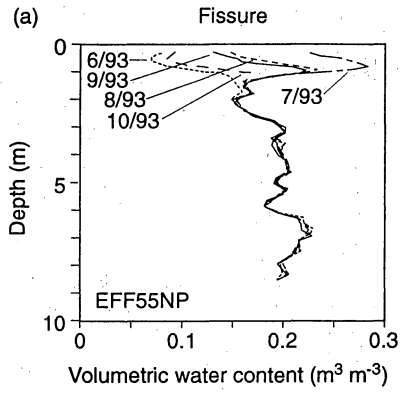 (a) Fissure
0
6/93
9/93
8/93
10/93
7/93
5
10
Depth (m)
EFF55NP
0 0.1 0.2 0.3
Volumetric water content (m³ m⁻³)